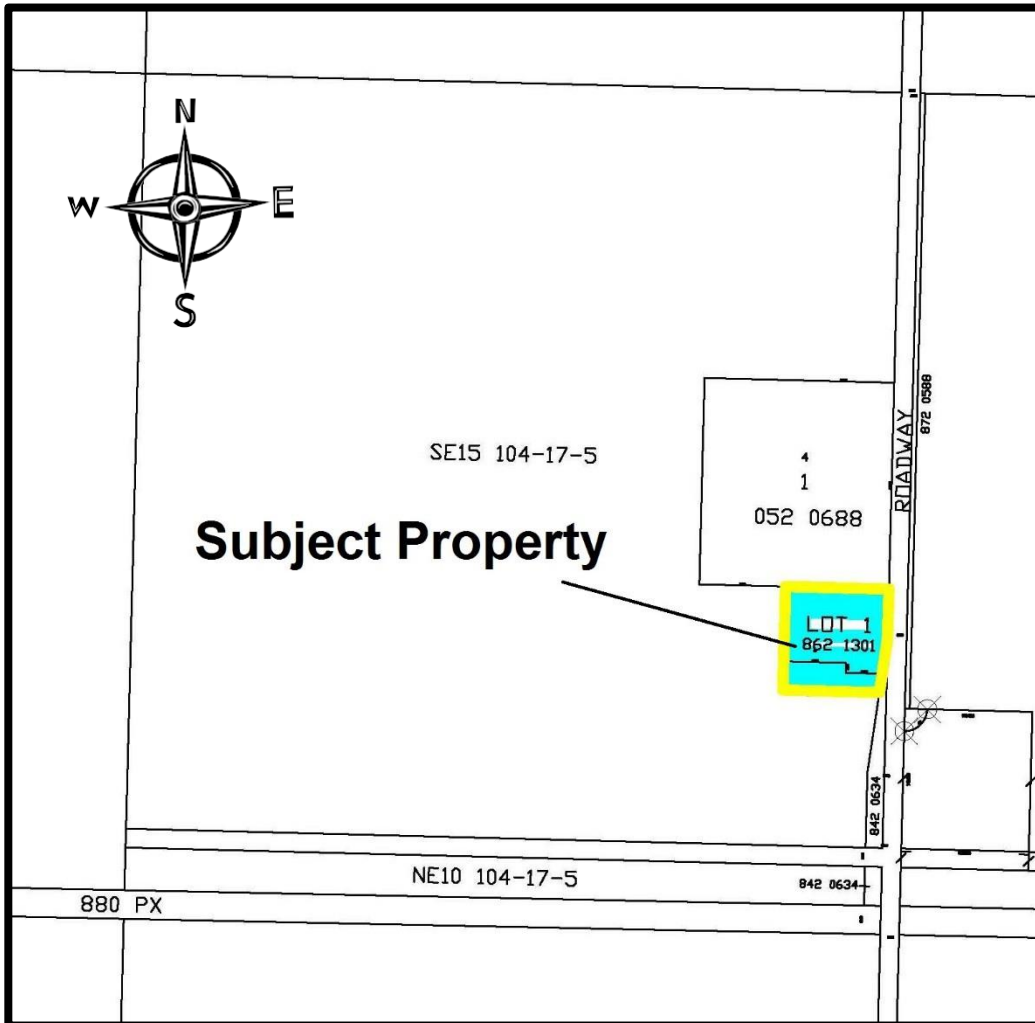 N
W E
S
ROADWAY
872 0588
SE15 104-17-5
4
1
052 0688
Subject Property
LOT 1
862 1301
842 0634
NE10 104-17-5
842 0634
880 PX